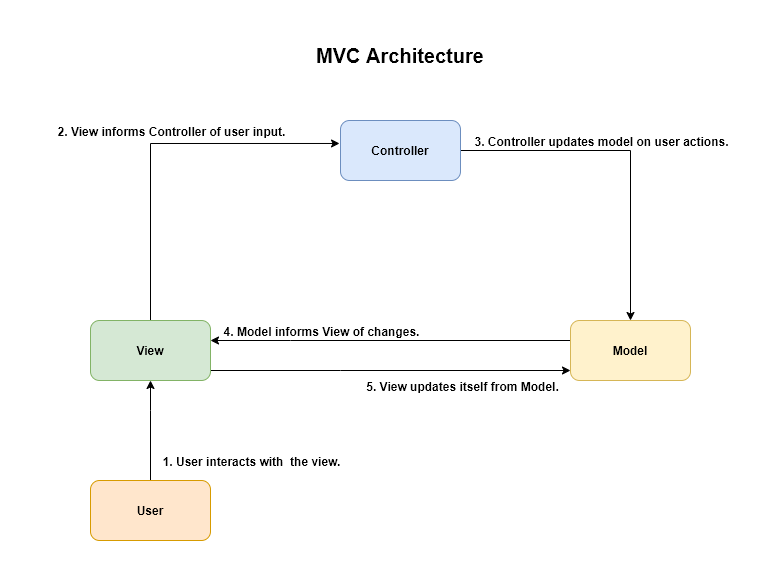 MVC Architecture
2. View informs Controller of user input.
Controller
3. Controller updates model on user actions.
4. Model informs View of changes.
View
Model
5. View updates itself from Model.
1. User interacts with  the view.
User